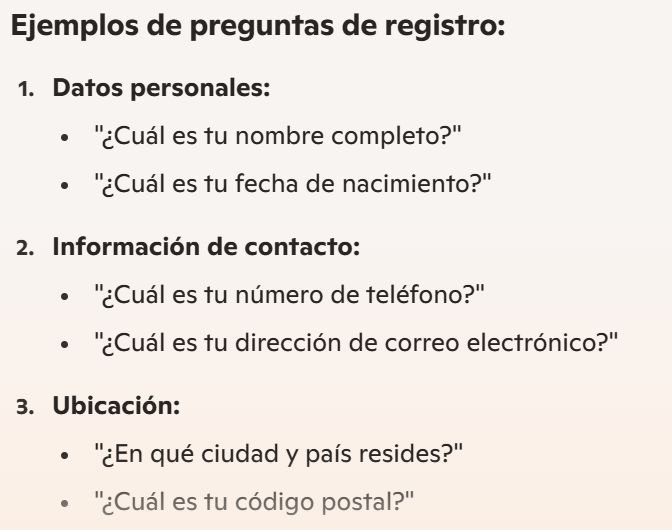 Ejemplos de preguntas de registro:
1. Datos personales:
• "¿Cuál es tu nombre completo?"
• "¿Cuál es tu fecha de nacimiento?"
2. Información de contacto:
• "¿Cuál es tu número de teléfono?"
• "¿Cuál es tu dirección de correo electrónico?"
3. Ubicación:
• "¿En qué ciudad y país resides?"
• "¿Cuál es tu código postal?"